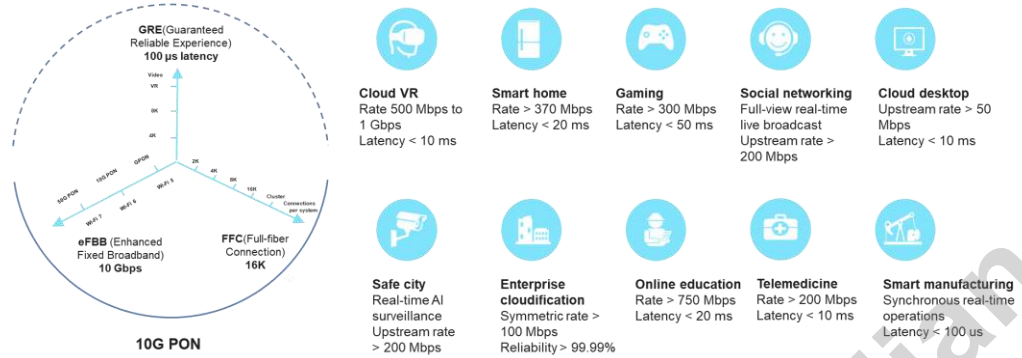 GRE(Guaranteed
Reliable Experience)
100 µs latency
Video
VR
8K
4K
50G PON
10G PON
GPON
Wi-Fi 7
Wi-Fi 6
Wi-Fi 5
2K
4K
8K
16K
Cluster
Connections
per system
eFBB (Enhanced
Fixed Broadband)
10 Gbps
FFC(Full-fiber
Connection)
16K
10G PON
Cloud VR
Rate 500 Mbps to
1 Gbps
Latency < 10 ms
Smart home
Rate > 370 Mbps
Latency < 20 ms
Gaming
Rate > 300 Mbps
Latency < 50 ms
Social networking
Full-view real-time
live broadcast
Upstream rate >
200 Mbps
Cloud desktop
Upstream rate > 50
Mbps
Latency < 10 ms
Safe city
Real-time AI
surveillance
Upstream rate
> 200 Mbps
Enterprise
cloudification
Symmetric rate >
100 Mbps
Reliability > 99.99%
Online education
Rate > 750 Mbps
Latency < 20 ms
Telemedicine
Rate > 200 Mbps
Latency < 10 ms
Smart manufacturing
Synchronous real-time
operations
Latency < 100 us